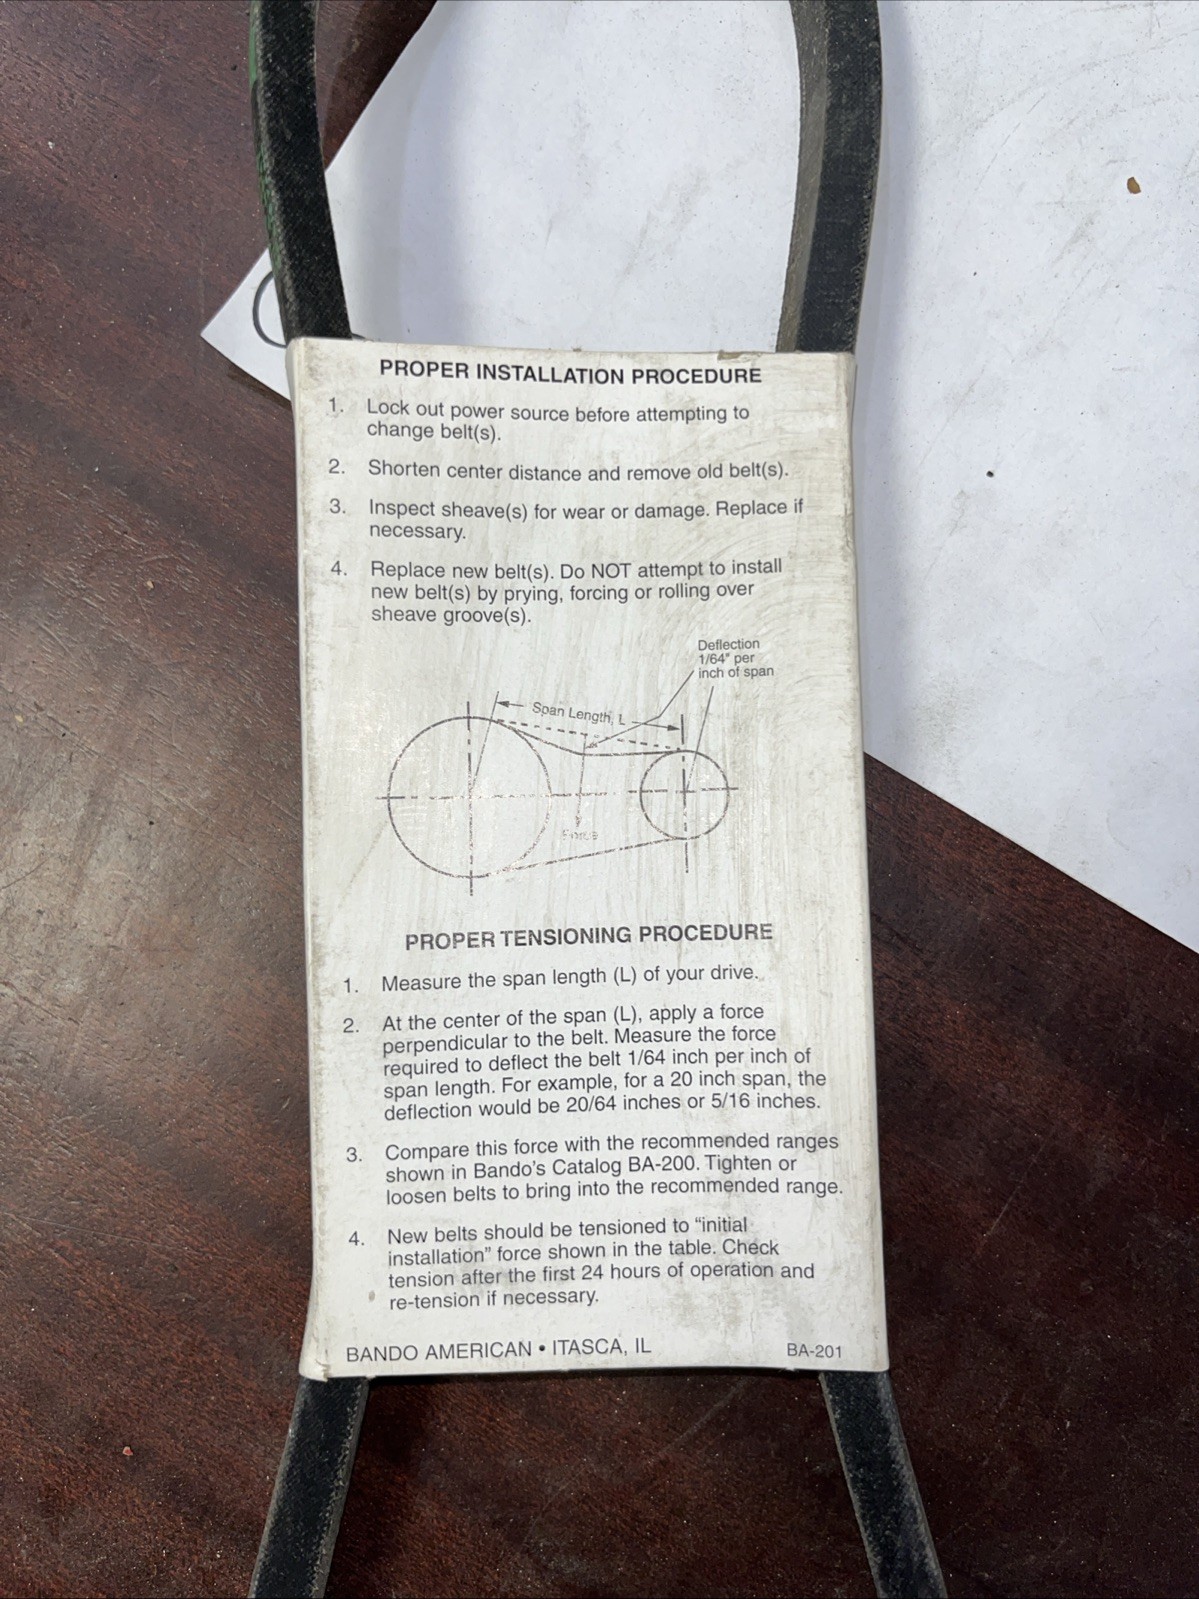 PROPER INSTALLATION PROCEDURE
1. Lock out power source before attempting to
change belt(s).
2. Shorten center distance and remove old belt(s).
3. Inspect sheave(s) for wear or damage. Replace if
necessary.
4. Replace new belt(s). Do NOT attempt to install
new belt(s) by prying, forcing or rolling over
sheave groove(s).
Deflection
1/64" per
inch of span
Span Length, L
Force
PROPER TENSIONING PROCEDURE
1. Measure the span length (L) of your drive.
2. At the center of the span (L), apply a force
perpendicular to the belt. Measure the force
required to deflect the belt 1/64 inch per inch of
span length. For example, for a 20 inch span, the
deflection would be 20/64 inches or 5/16 inches.
3. Compare this force with the recommended ranges
shown in Bando's Catalog BA-200. Tighten or
loosen belts to bring into the recommended range.
4. New belts should be tensioned to “initial
installation” force shown in the table. Check
tension after the first 24 hours of operation and
re-tension if necessary.
BANDO AMERICAN • ITASCA, IL BA-201